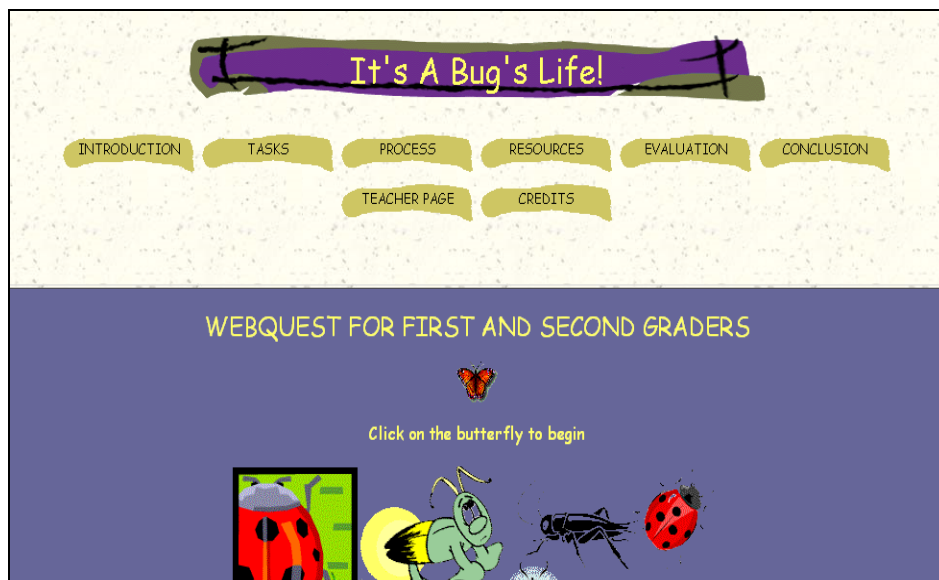 It's A Bug's Life!
INTRODUCTION TASKS PROCESS RESOURCES EVALUATION CONCLUSION
TEACHER PAGE CREDITS
WEBQUEST FOR FIRST AND SECOND GRADERS
Click on the butterfly to begin